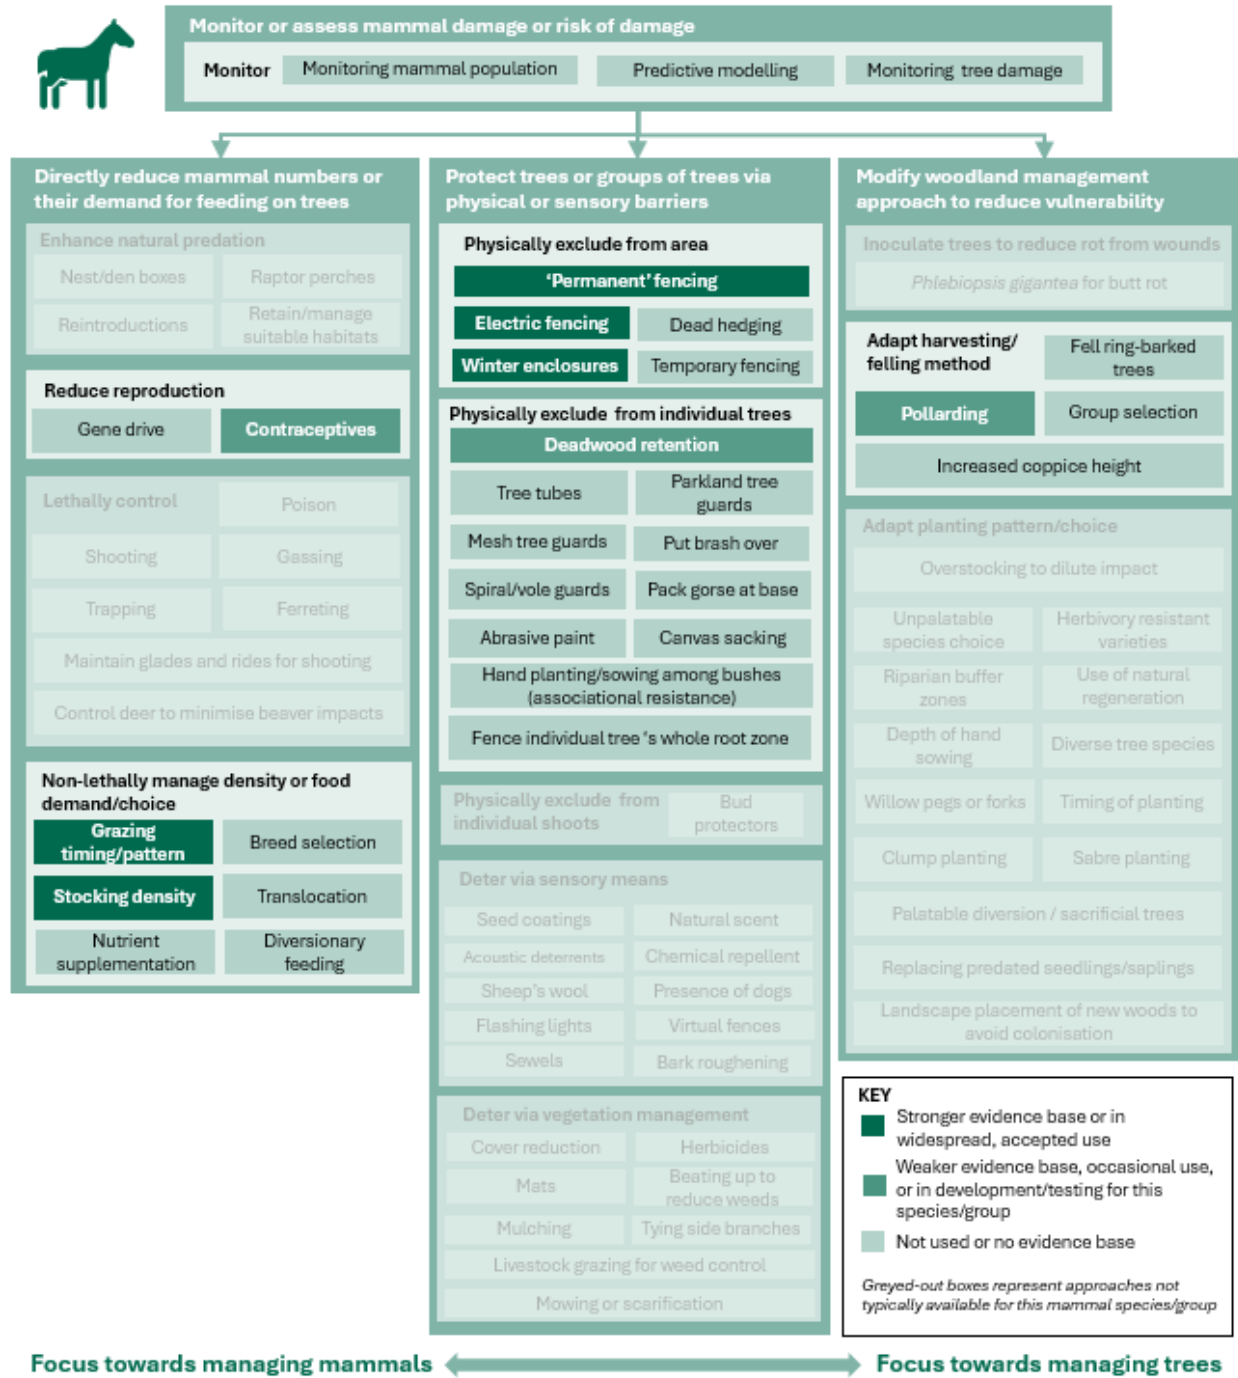 Monitor or assess mammal damage or risk of damage
Monitor
Monitoring mammal population
Predictive modelling
Monitoring tree damage
Directly reduce mammal numbers or
their demand for feeding on trees
Enhance natural predation
Nest/den boxes
Raptor perches
Reintroductions
Retain/manage
suitable habitats
Reduce reproduction
Gene drive
Contraceptives
Lethally control
Poison
Shooting
Gassing
Trapping
Ferreting
Maintain glades and rides for shooting
Control deer to minimise beaver impacts
Non-lethally manage density or food
demand/choice
Grazing
timing/pattern
Breed selection
Stocking density
Translocation
Nutrient
supplementation
Diversionary
feeding
Protect trees or groups of trees via
physical or sensory barriers
Physically exclude from area
‘Permanent’ fencing
Electric fencing
Dead hedging
Winter enclosures
Temporary fencing
Physically exclude from individual trees
Deadwood retention
Tree tubes
Parkland tree
guards
Mesh tree guards
Put brash over
Spiral/vole guards
Pack gorse at base
Abrasive paint
Canvas sacking
Hand planting/sowing among bushes
(associational resistance)
Fence individual tree's whole root zone
Physically exclude from
individual shoots
Bud
protectors
Deter via sensory means
Seed coatings
Natural scent
Acoustic deterrents
Chemical repellent
Sheep's wool
Presence of dogs
Flashing lights
Virtual fences
Sewels
Bark roughening
Deter via vegetation management
Cover reduction
Herbicides
Mats
Beating up to
reduce weeds
Mulching
Tying side branches
Livestock grazing for weed control
Mowing or scarification
Modify woodland management
approach to reduce vulnerability
Inoculate trees to reduce rot from wounds
Phlebiopsis gigantea for butt rot
Adapt harvesting/
felling method
Fell ring-barked
trees
Pollarding
Group selection
Increased coppice height
Adapt planting pattern/choice
Overstocking to dilute impact
Unpalatable
species choice
Herbivory resistant
varieties
Riparian buffer
zones
Use of natural
regeneration
Depth of hand
sowing
Diverse tree species
Willow pegs or forks
Timing of planting
Clump planting
Sabre planting
Palatable diversion / sacrificial trees
Replacing predated seedlings/saplings
Landscape placement of new woods to
avoid colonisation
KEY
Stronger evidence base or in
widespread, accepted use
Weaker evidence base, occasional use,
or in development/testing for this
species/group
Not used or no evidence base
Greyed-out boxes represent approaches not
typically available for this mammal species/group
Focus towards managing mammals
Focus towards managing trees